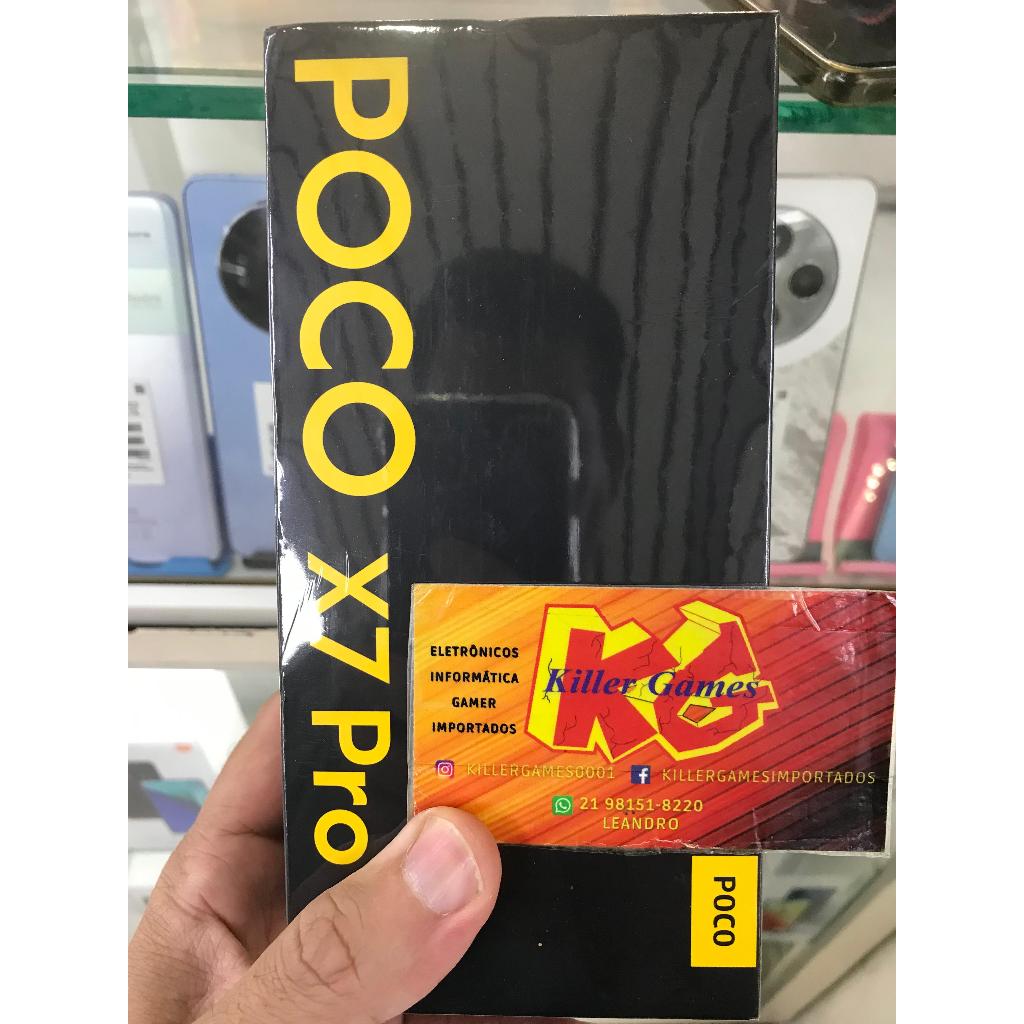 POCO X7 Pro
ELETRÔNICOS
INFORMÁTICA
GAMER
IMPORTADOS
KG
Killer Games
KILLERGAMES0001 KILLERGAMESIMPORTADOS
21 98151-8220
LEANDRO
POCO